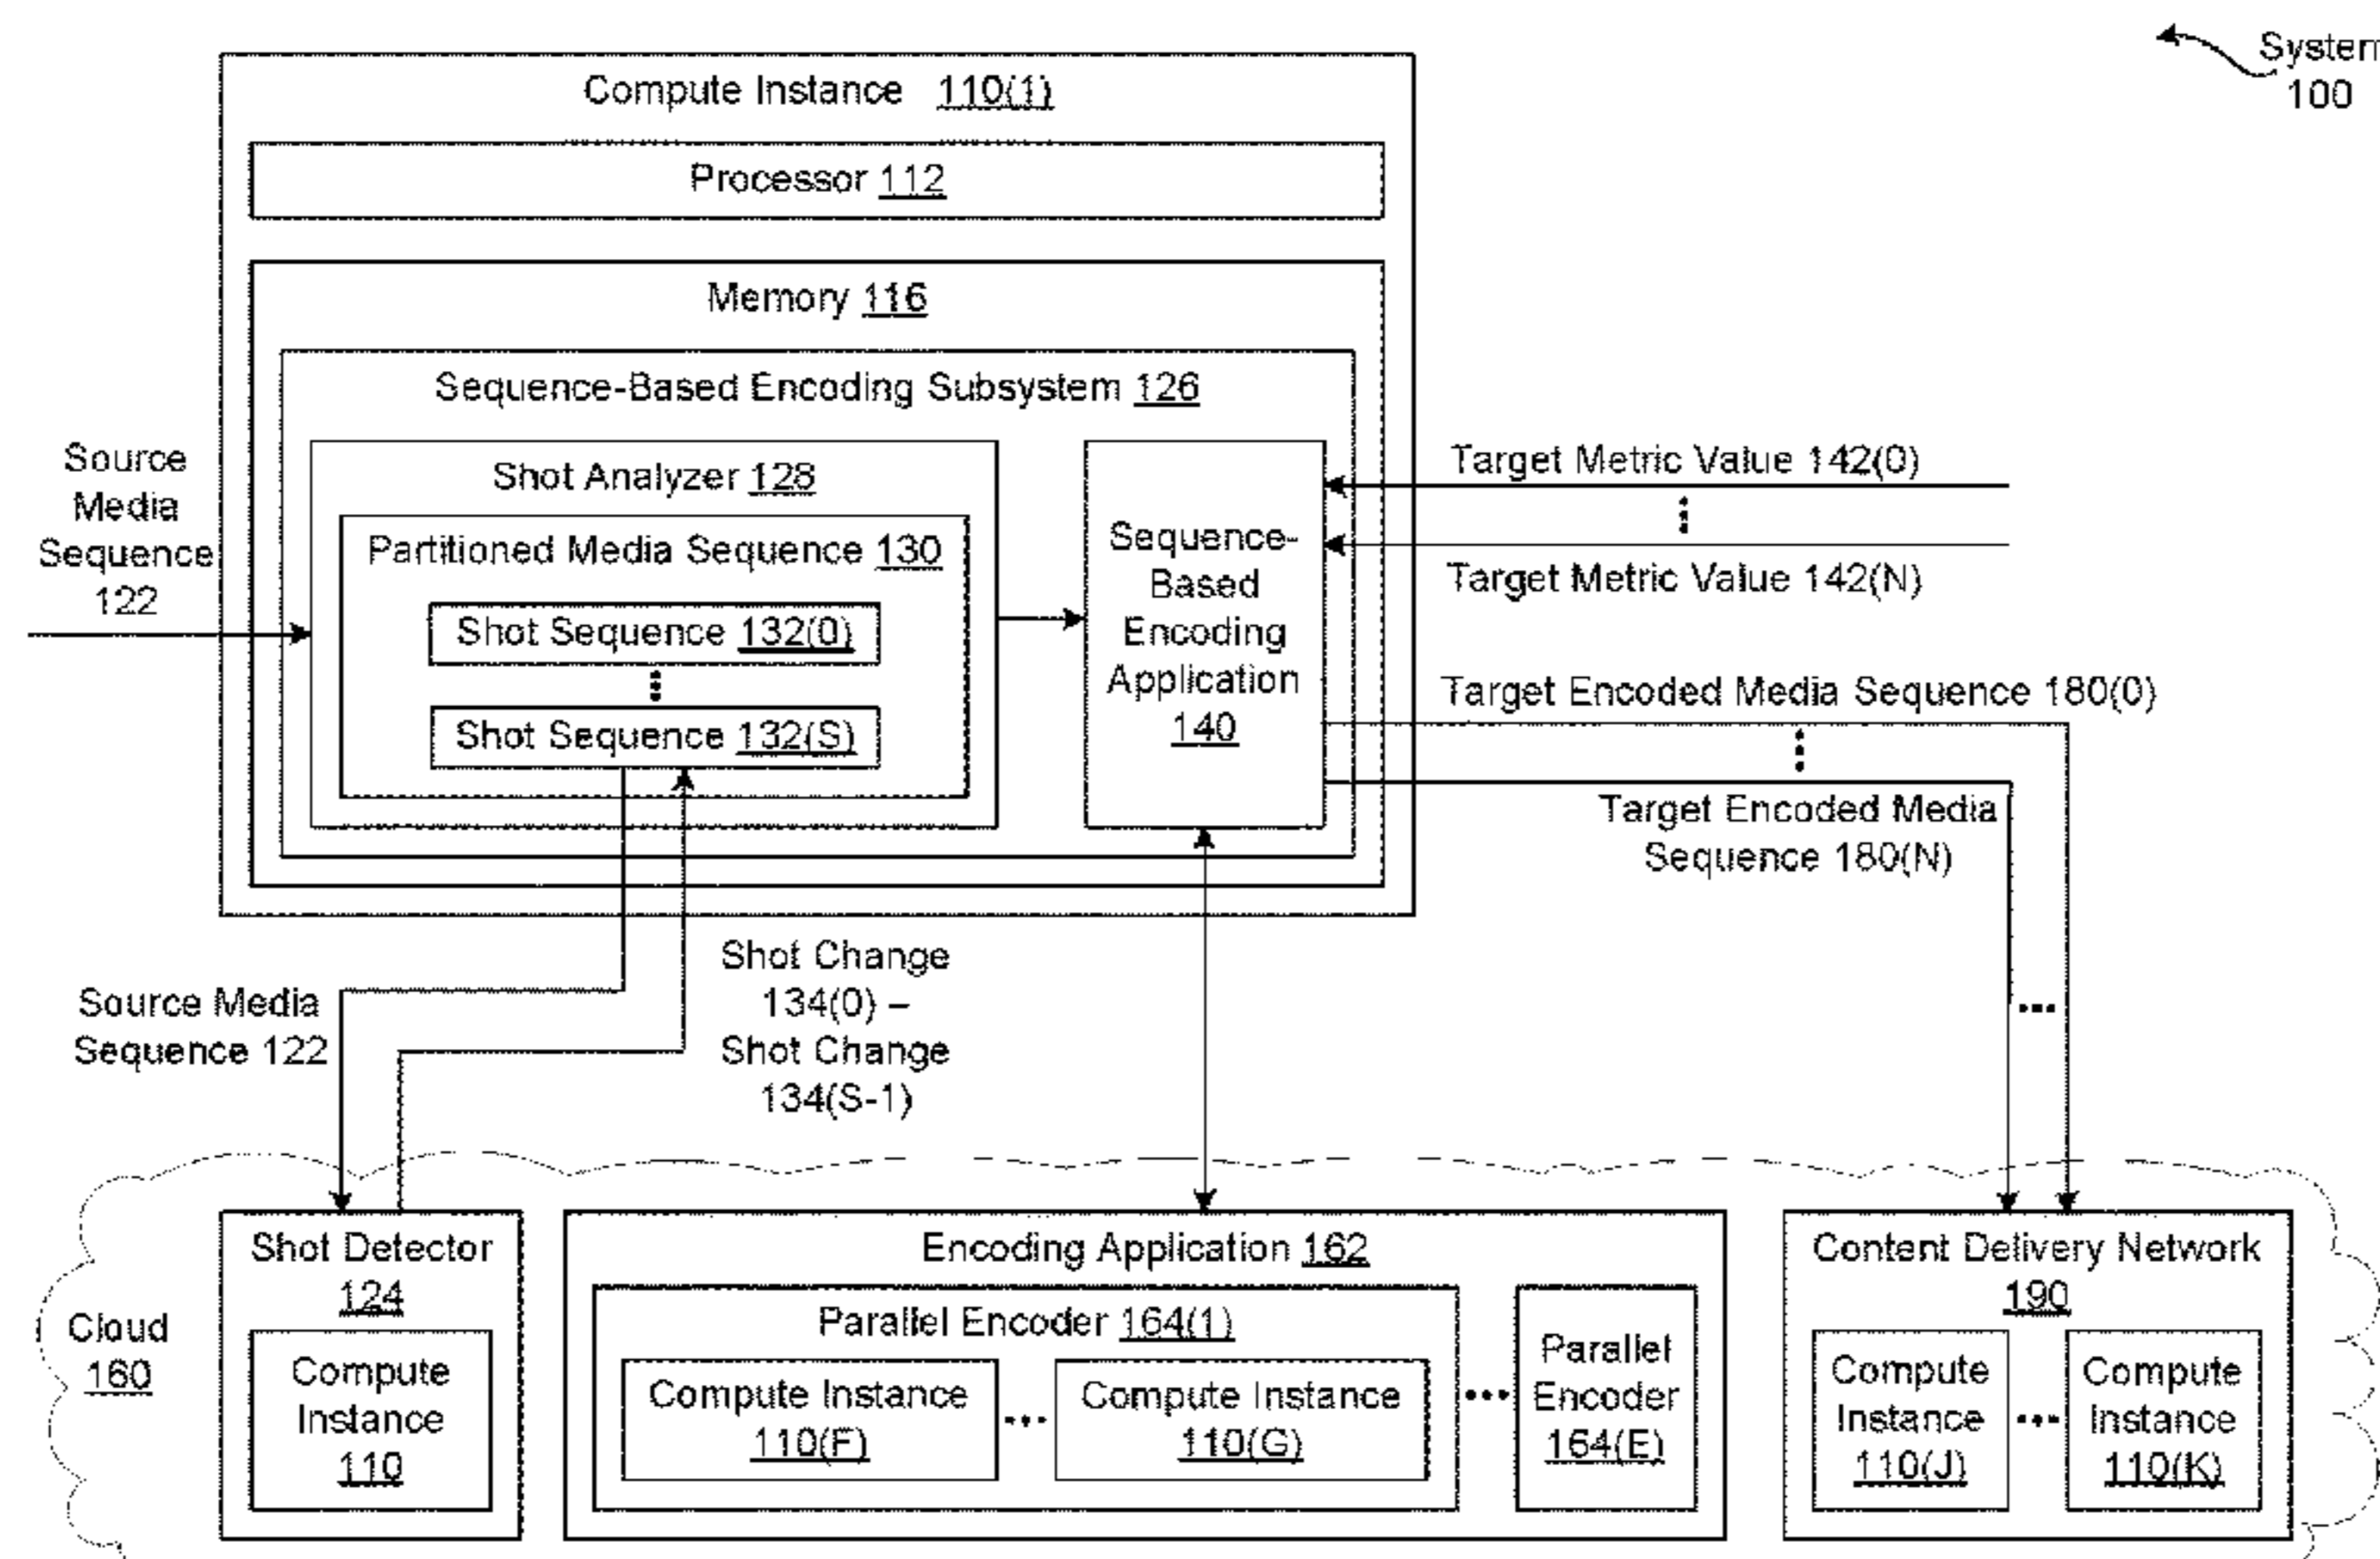 System
100
Compute Instance 110(1)
Processor 112
Memory 116
Sequence-Based Encoding Subsystem 126
Source
Media
Sequence
122
Shot Analyzer 128
Partitioned Media Sequence 130
Shot Sequence 132(0)
Shot Sequence 132(S)
Sequence-
Based
Encoding
Application
140
Target Metric Value 142(0)
Target Metric Value 142(N)
Target Encoded Media Sequence 180(0)
Target Encoded Media
Sequence 180(N)
Source Media
Sequence 122
Shot Change
134(0) –
Shot Change
134(S-1)
Cloud
160
Shot Detector
124
Compute
Instance
110
Encoding Application 162
Parallel Encoder 164(1)
Compute Instance
110(F)
Compute Instance
110(G)
Parallel
Encoder
164(E)
Content Delivery Network
190
Compute
Instance
110(J)
Compute
Instance
110(K)